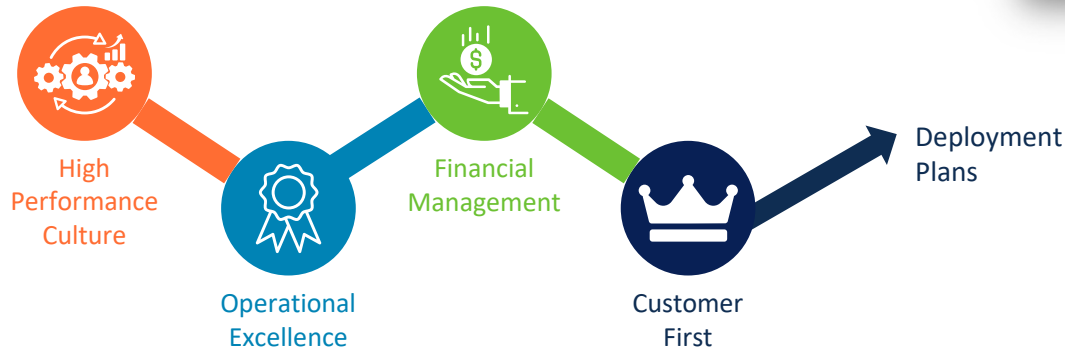 High
Performance
Culture
Operational
Excellence
$
Financial
Management
Customer
First
Deployment
Plans